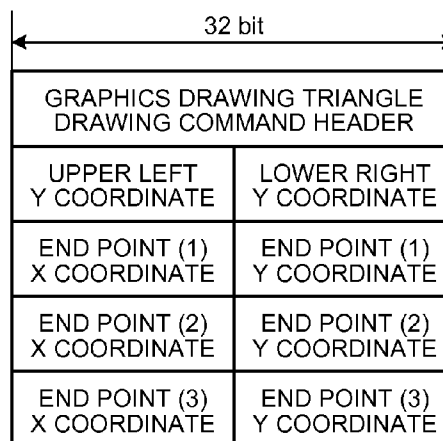 32 bit
GRAPHICS DRAWING TRIANGLE
DRAWING COMMAND HEADER
UPPER LEFT
Y COORDINATE
LOWER RIGHT
Y COORDINATE
END POINT (1)
X COORDINATE
END POINT (1)
Y COORDINATE
END POINT (2)
X COORDINATE
END POINT (2)
Y COORDINATE
END POINT (3)
X COORDINATE
END POINT (3)
Y COORDINATE